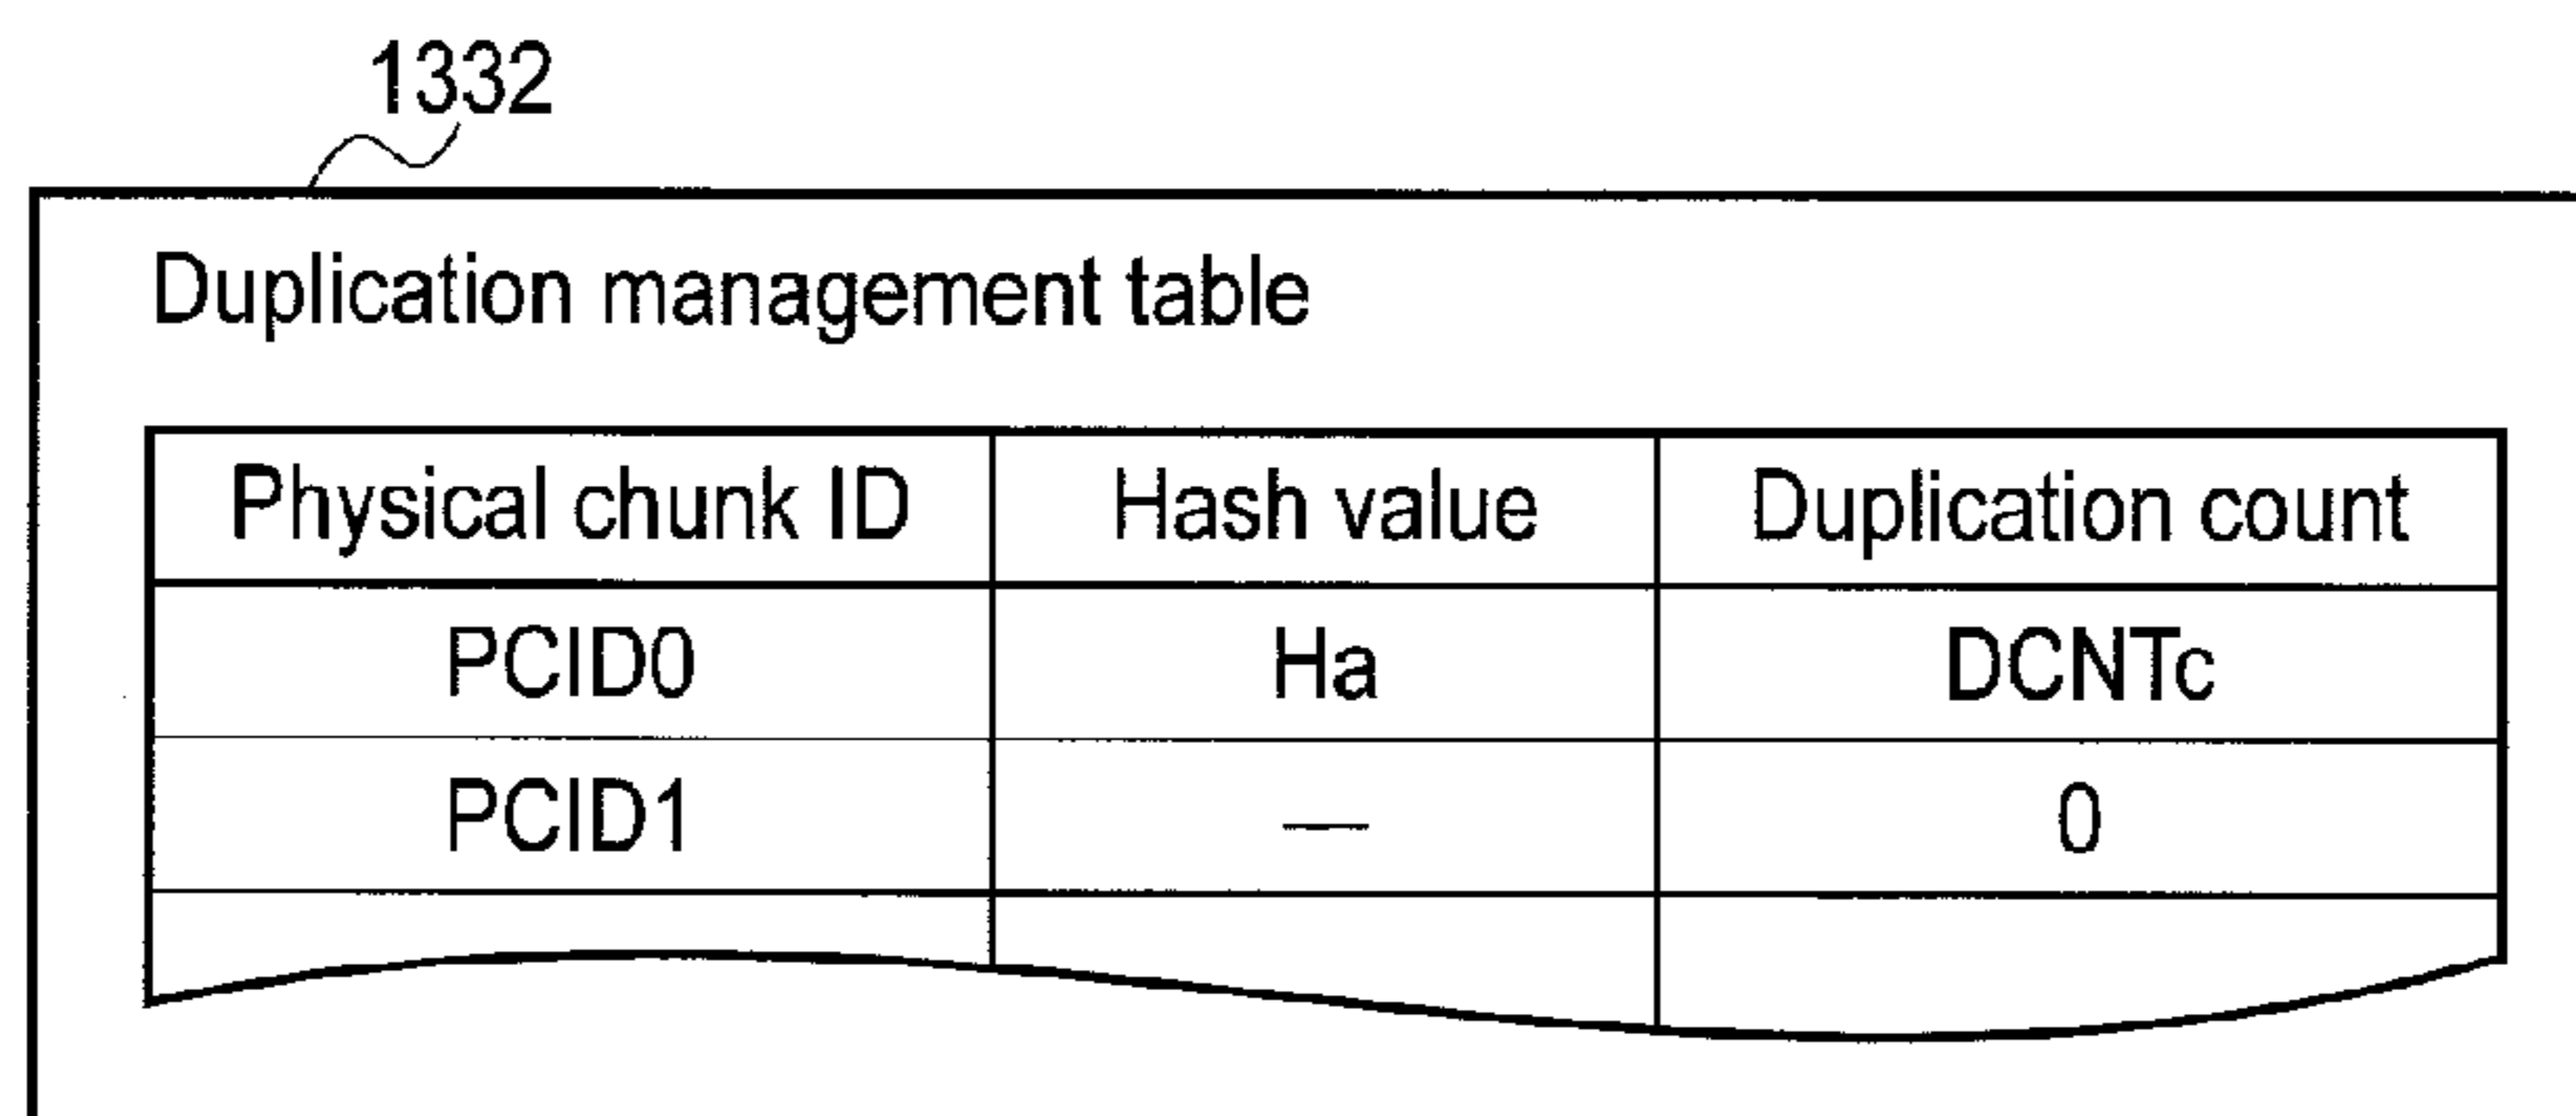 1332
Duplication management table
Physical chunk ID Hash value Duplication count
PCID0 Ha DCNTc
PCID1 — 0